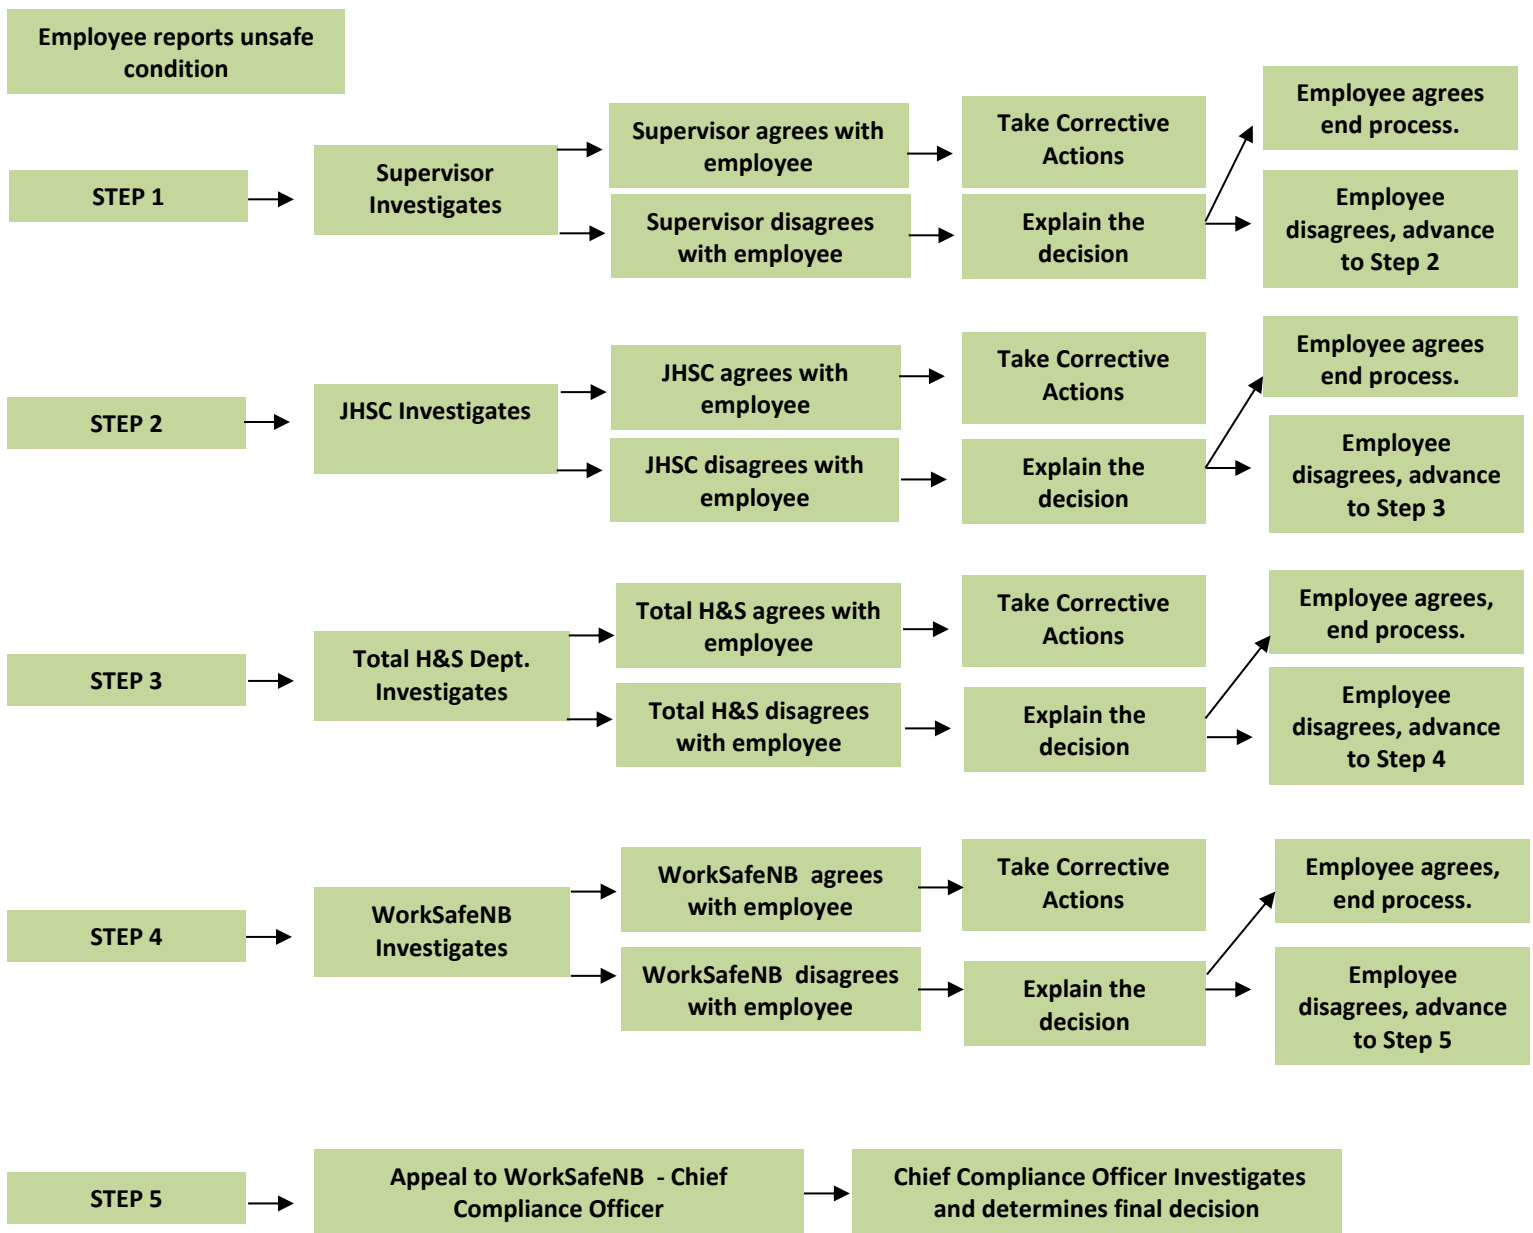 Employee reports unsafe
condition
STEP 1
Supervisor
Investigates
Supervisor agrees with
employee
Take Corrective
Actions
Supervisor disagrees
with employee
Explain the
decision
Employee agrees
end process.
Employee
disagrees, advance
to Step 2
STEP 2
JHSC Investigates
JHSC agrees with
employee
Take Corrective
Actions
JHSC disagrees with
employee
Explain the
decision
Employee agrees
end process.
Employee
disagrees, advance
to Step 3
STEP 3
Total H&S Dept.
Investigates
Total H&S agrees with
employee
Take Corrective
Actions
Total H&S disagrees
with employee
Explain the
decision
Employee agrees,
end process.
Employee
disagrees, advance
to Step 4
STEP 4
WorkSafeNB
Investigates
WorkSafeNB agrees
with employee
Take Corrective
Actions
WorkSafeNB disagrees
with employee
Explain the
decision
Employee agrees,
end process.
Employee
disagrees, advance
to Step 5
STEP 5
Appeal to WorkSafeNB - Chief
Compliance Officer
Chief Compliance Officer Investigates
and determines final decision